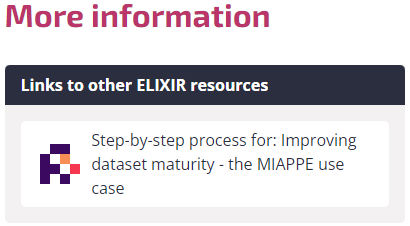 More information
Links to other ELIXIR resources
Step-by-step process for: Improving
dataset maturity - the MIAPPE use
case